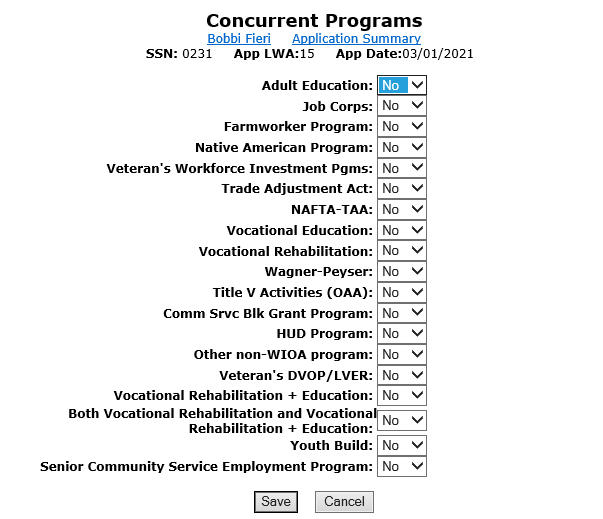 Concurrent Programs
Bobbi Fieri Application Summary
SSN: 0231 App LWA:15 App Date:03/01/2021
Adult Education: No
Job Corps: No
Farmworker Program: No
Native American Program: No
Veteran's Workforce Investment Pgms: No
Trade Adjustment Act: No
NAFTA-TAA: No
Vocational Education: No
Vocational Rehabilitation: No
Wagner-Peyser: No
Title V Activities (OAA): No
Comm Srvc Blk Grant Program: No
HUD Program: No
Other non-WIOA program: No
Veteran's DVOP/LVER: No
Vocational Rehabilitation + Education: No
Both Vocational Rehabilitation and Vocational
Rehabilitation + Education: No
Youth Build: No
Senior Community Service Employment Program: No
Save Cancel